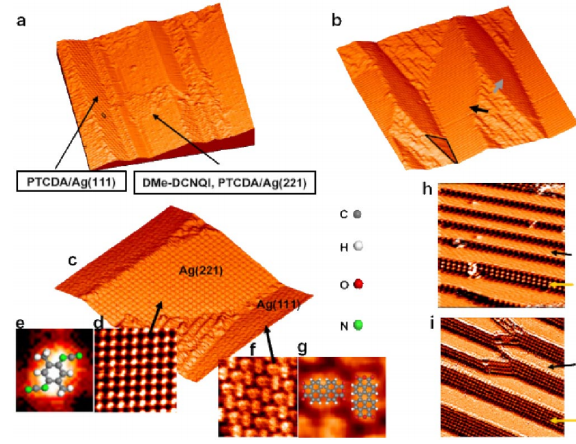 a
b
PTCDA/Ag(111)
DMe-DCNQI, PTCDA/Ag(221)
C
H
O
N
h
c
Ag(221)
Ag(111)
e
d
f
g
i